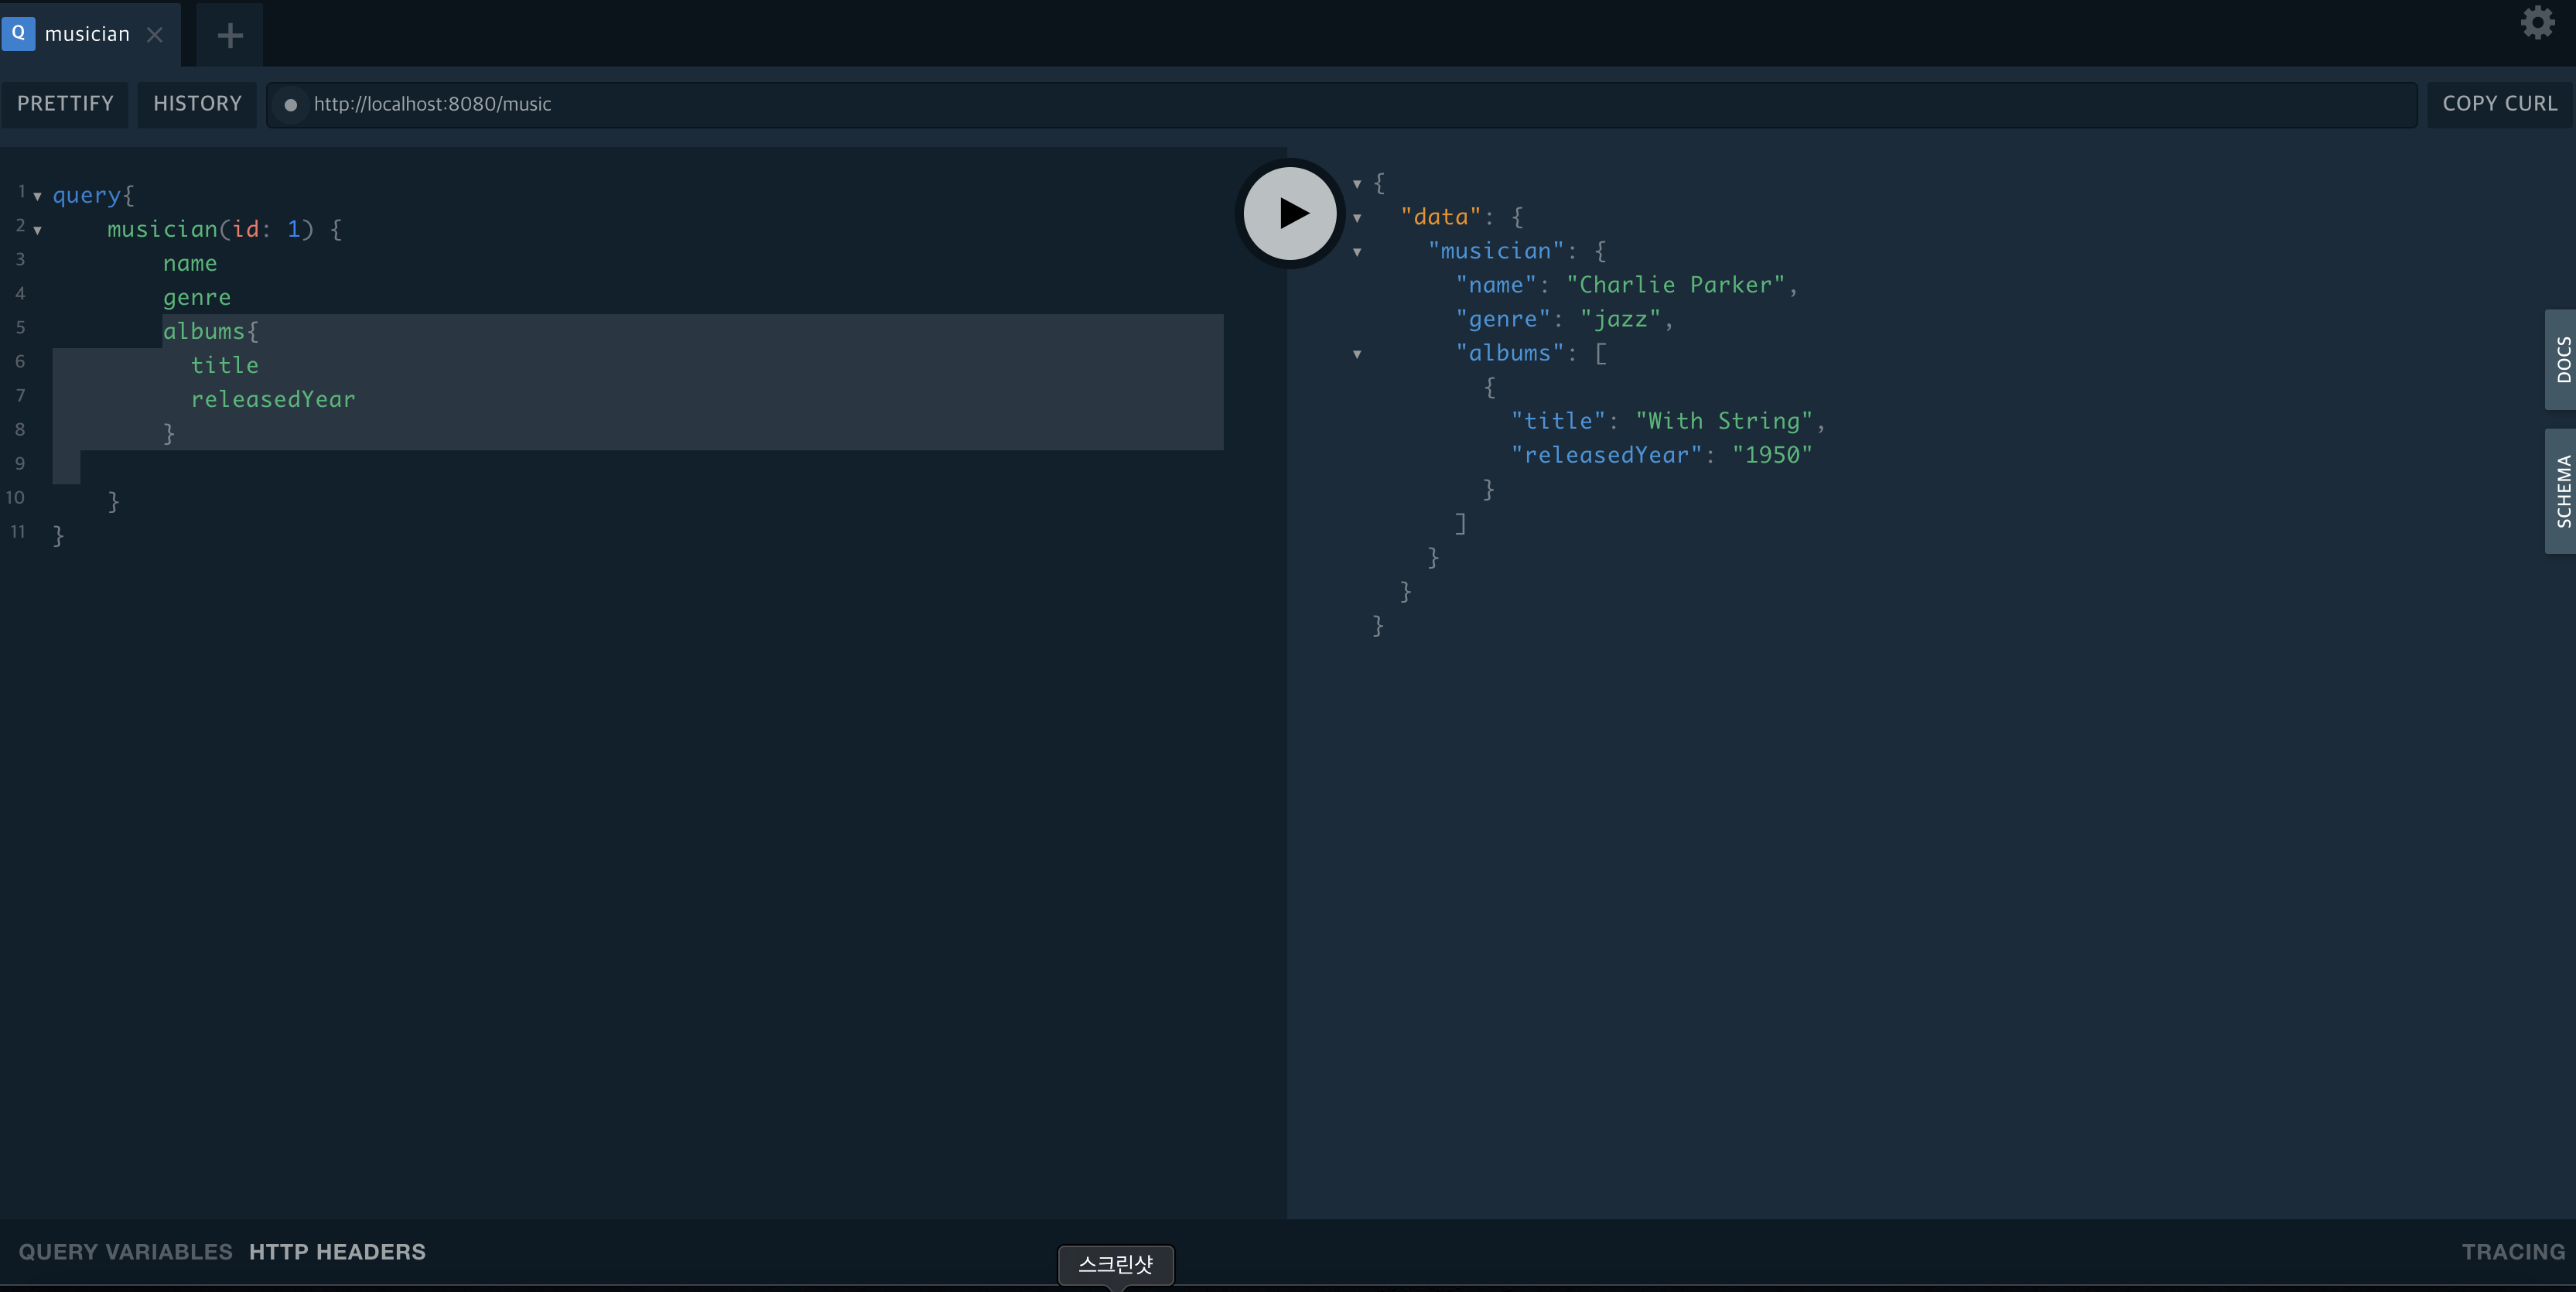 Q musician
PRETTIFY HISTORY http://localhost:8080/music COPY CURL
1 query{
2 musician(id: 1) {
3 name
4 genre
5 albums{
6 title
7 releasedYear
8 }
9
10 }
11 }
{
"data": {
"musician": {
"name": "Charlie Parker",
"genre": "jazz",
"albums": [
{
"title": "With String",
"releasedYear": "1950"
}
]
}
}
}
DOCS
SCHEMA
QUERY VARIABLES HTTP HEADERS TRACING
스크린샷